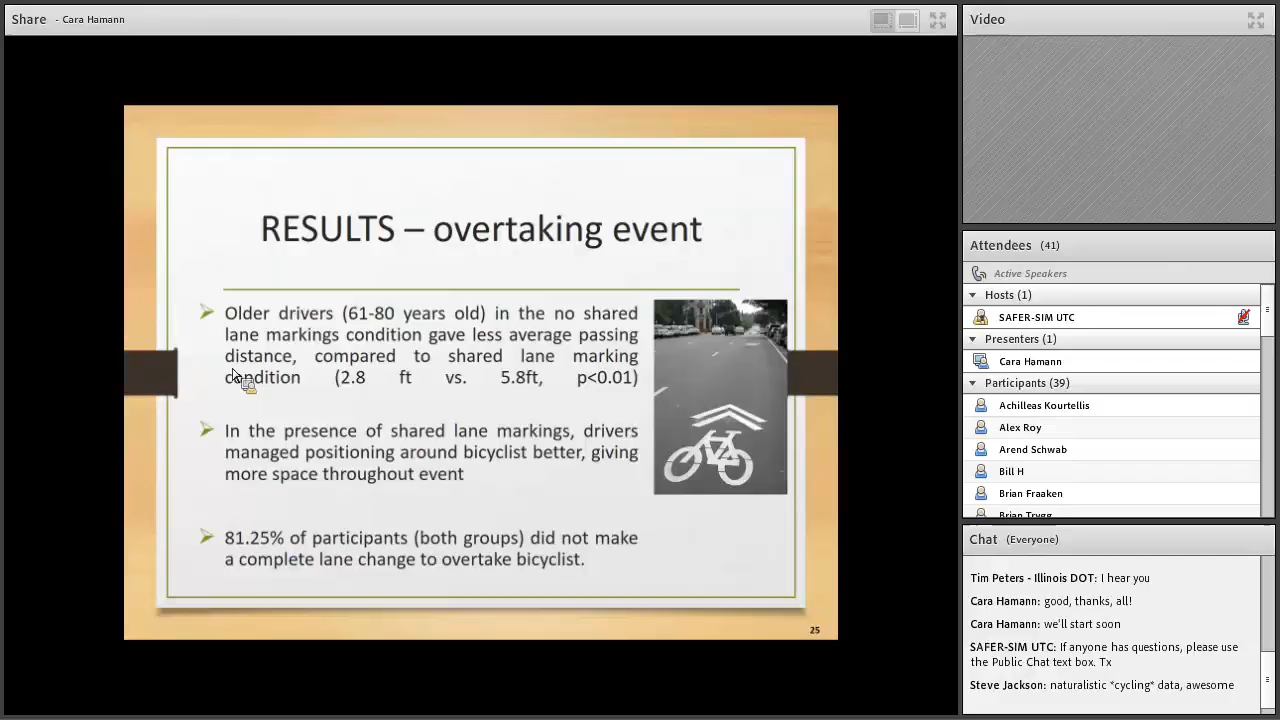 Share - Cara Hamann
RESULTS – overtaking event
Older drivers (61-80 years old) in the no shared
lane markings condition gave less average passing
distance, compared to shared lane marking
condition (2.8 ft vs. 5.8ft, p<0.01)
In the presence of shared lane markings, drivers
managed positioning around bicyclist better, giving
more space throughout event
81.25% of participants (both groups) did not make
a complete lane change to overtake bicyclist.
25
Video
Attendees (41)
Active Speakers
Hosts (1)
SAFER-SIM UTC
Presenters (1)
Cara Hamann
Participants (39)
Achilleas Kourtellis
Alex Roy
Arend Schwab
Bill H
Brian Fraaken
Brian Trygg
Chat (Everyone)
Tim Peters - Illinois DOT: I hear you
Cara Hamann: good, thanks, all!
Cara Hamann: we'll start soon
SAFER-SIM UTC: If anyone has questions, please use
the Public Chat text box. Tx
Steve Jackson: naturalistic *cycling* data, awesome